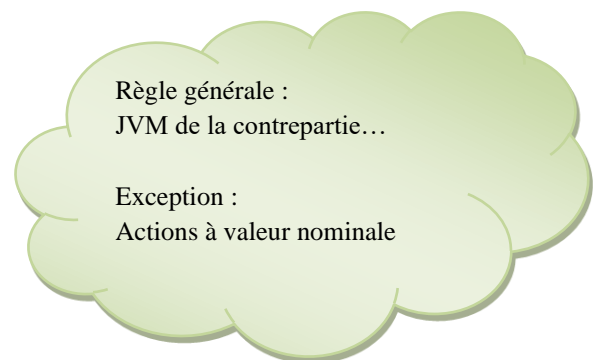 Règle générale :
JVM de la contrepartie…
Exception :
Actions à valeur nominale